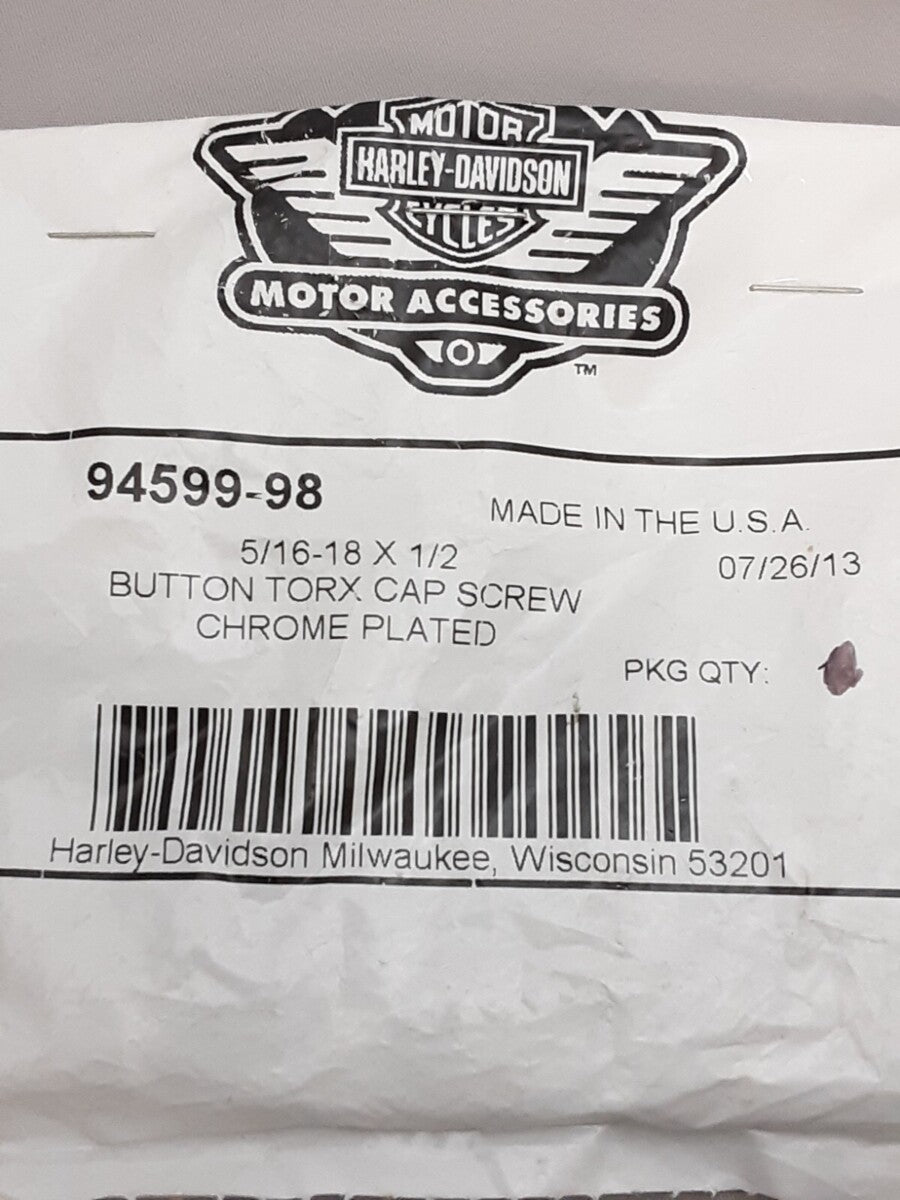 MOTOR
HARLEY-DAVIDSON
CYCLES
MOTOR ACCESSORIES
TM
94599-98
MADE IN THE U.S.A.
5/16-18 X 1/2
07/26/13
BUTTON TORX CAP SCREW
CHROME PLATED
PKG QTY:
Harley-Davidson Milwaukee, Wisconsin 53201